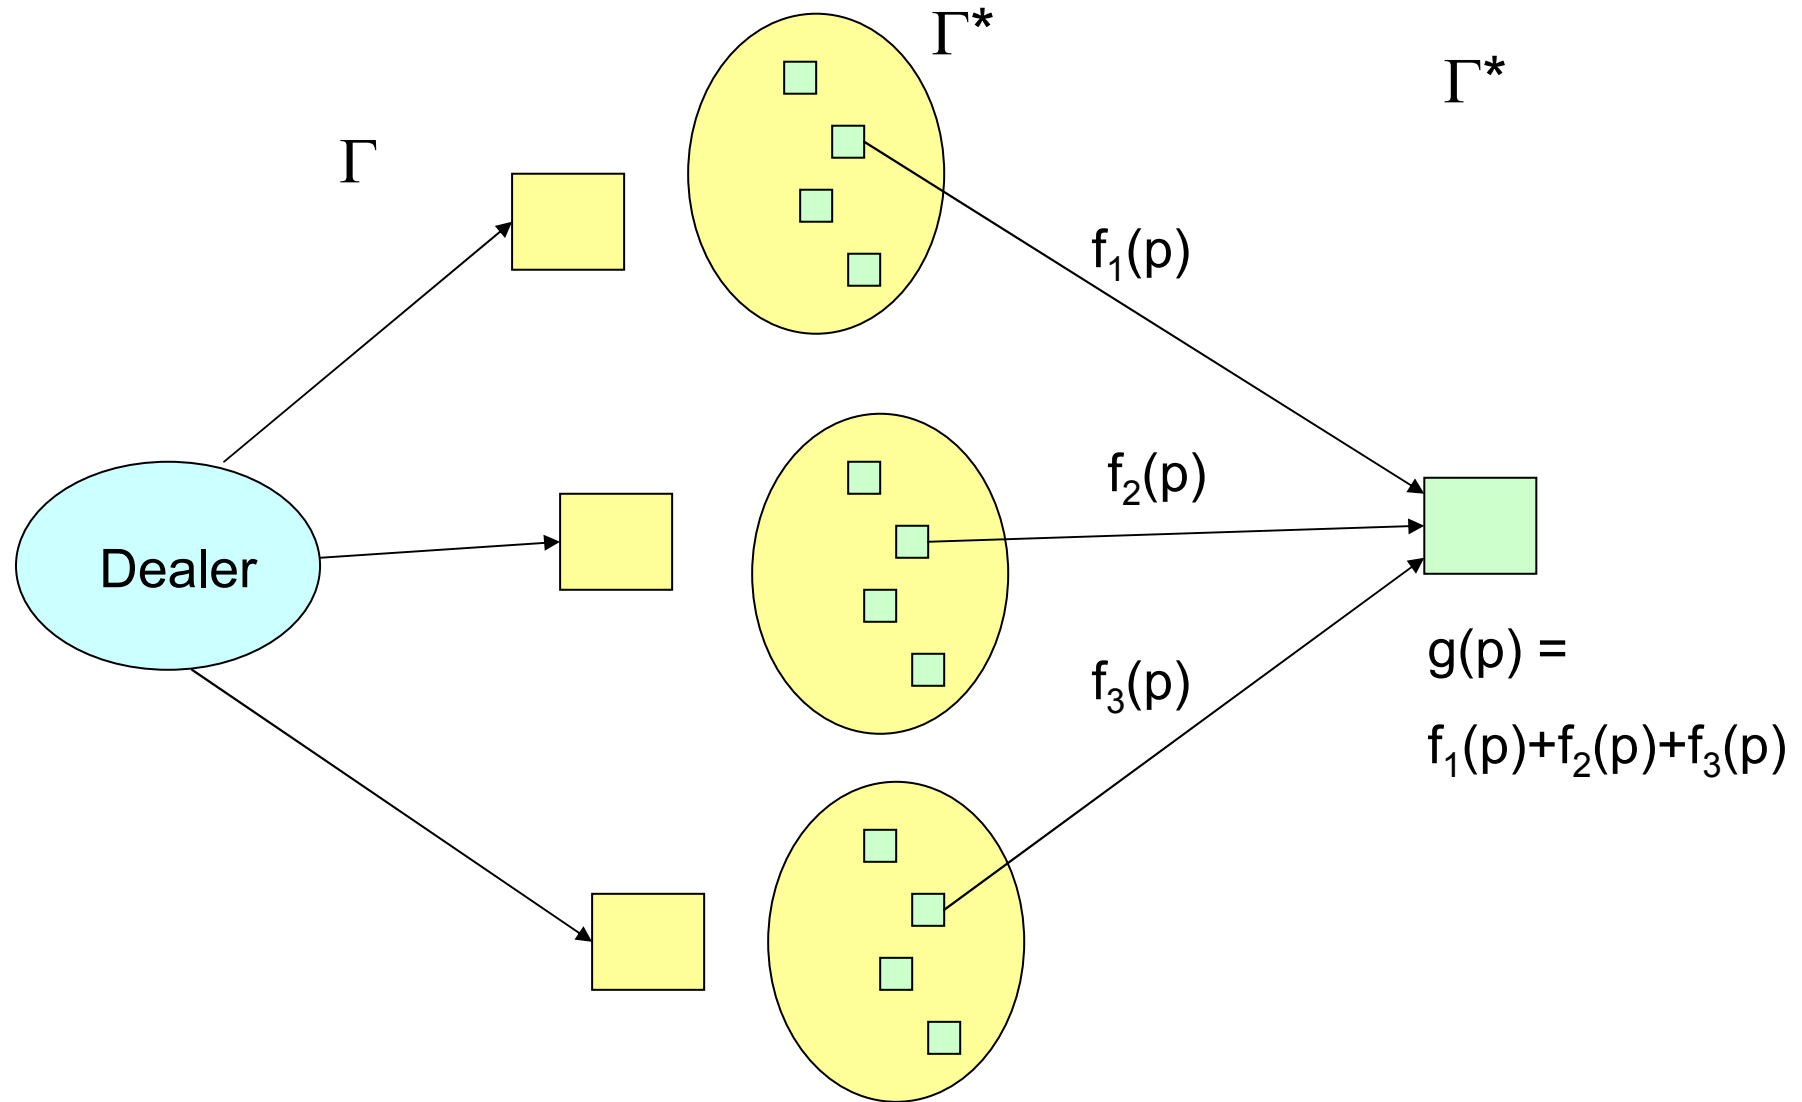 Γ*
Γ*
Γ
f₁(p)
f₂(p)
Dealer
g(p) =
f₃(p)
f₁(p)+f₂(p)+f₃(p)